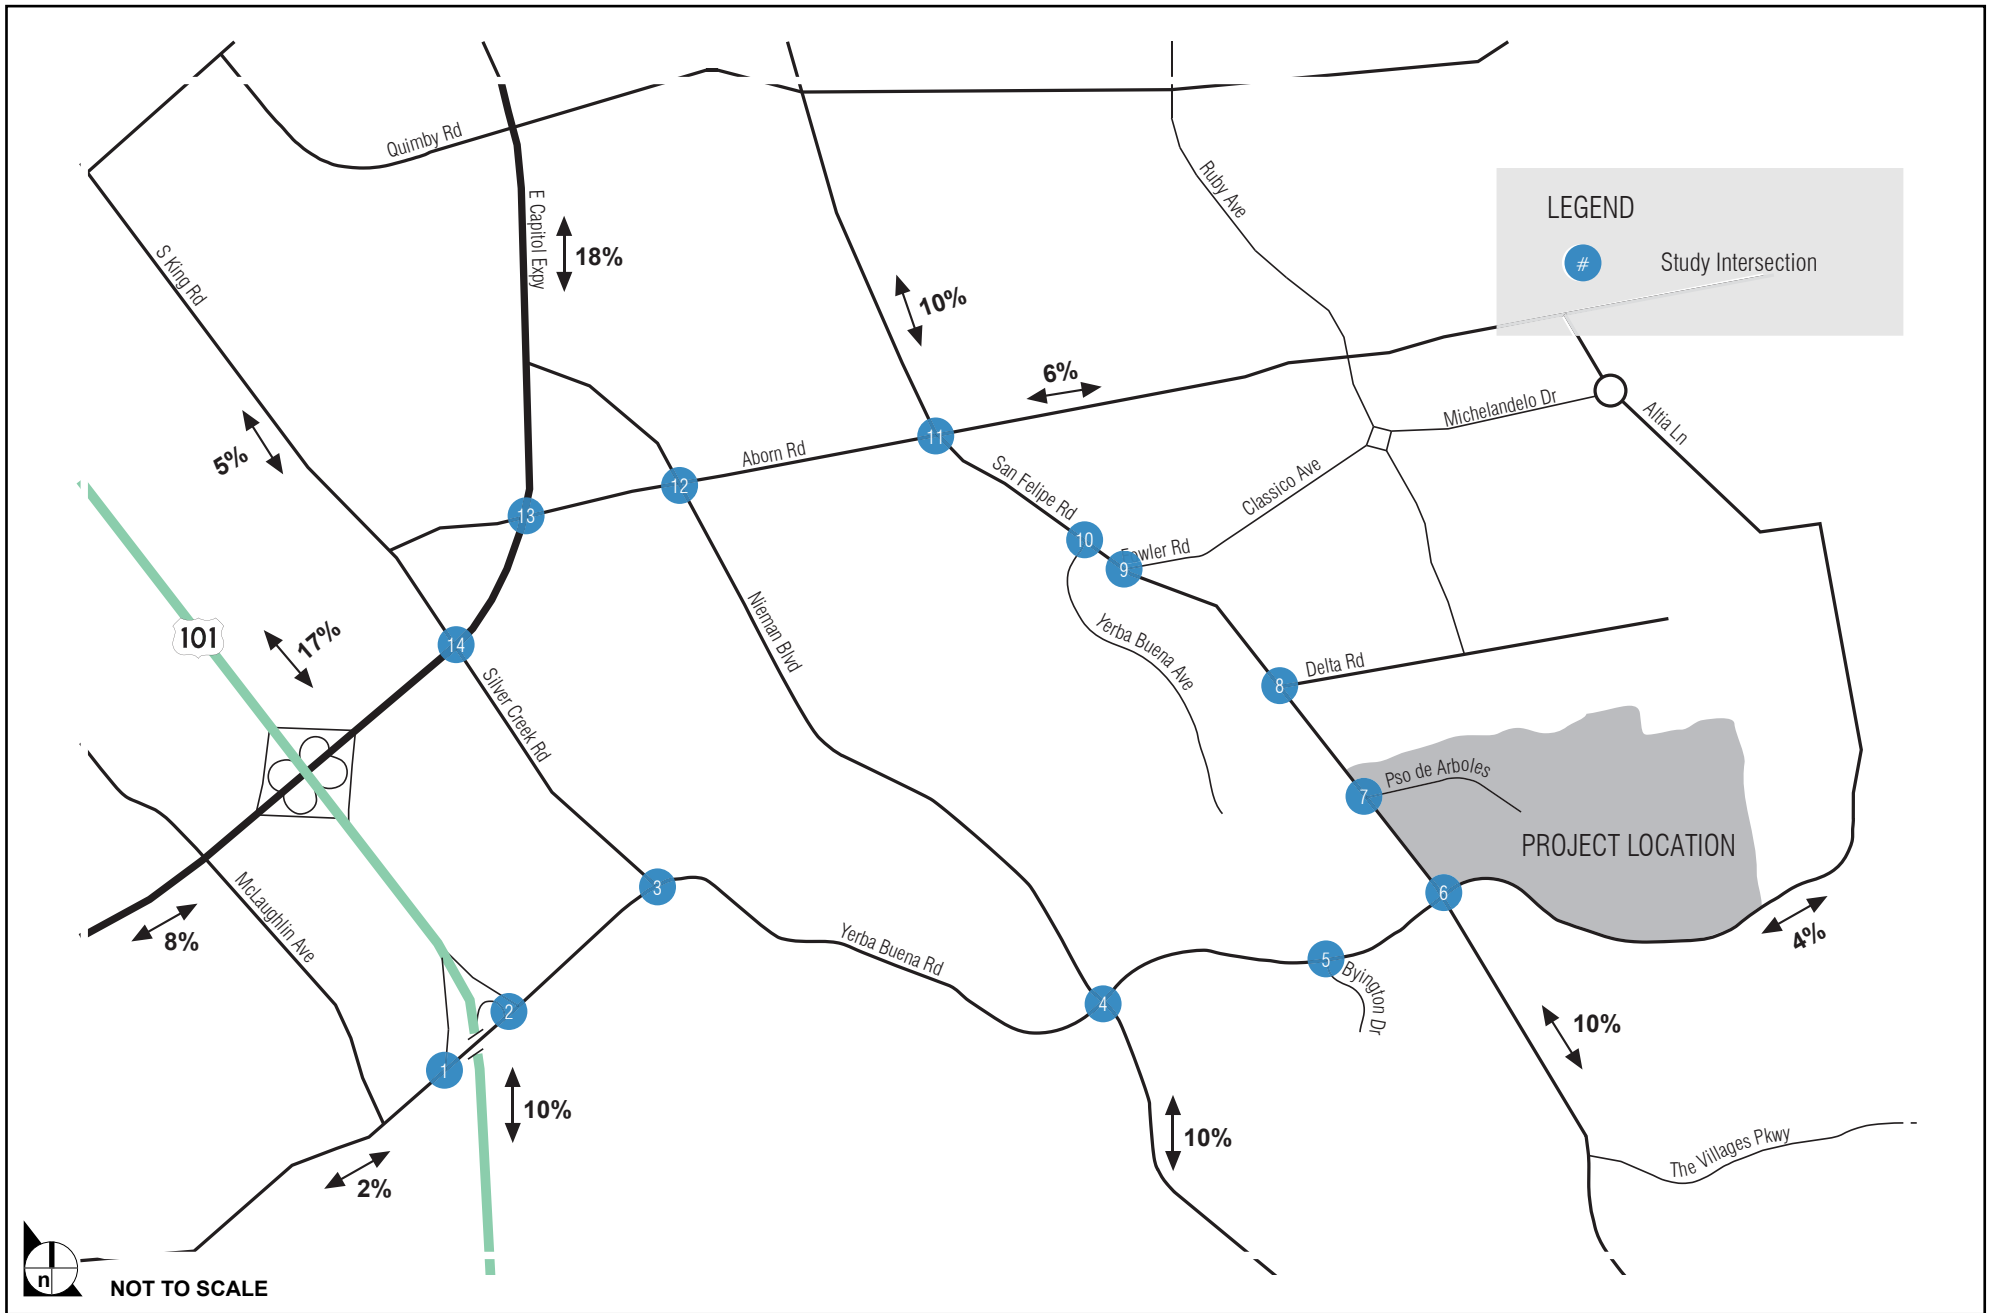 Quimby Rd
E Capitol Expy
18%
S King Rd
5%
10%
6%
Ruby Ave
LEGEND
#
Study Intersection
Michelandelo Dr
Altia Ln
Classico Ave
11
Aborn Rd
12
13
San Felipe Rd
10
9
Fowler Rd
Yerba Buena Ave
Nieman Blvd
101
17%
14
Silver Creek Rd
8
Delta Rd
7
Pso de Arboles
PROJECT LOCATION
6
4%
5
Byington Dr
10%
3
Yerba Buena Rd
4
8%
McLaughlin Ave
2
1
10%
2%
10%
The Villages Pkwy
n
NOT TO SCALE